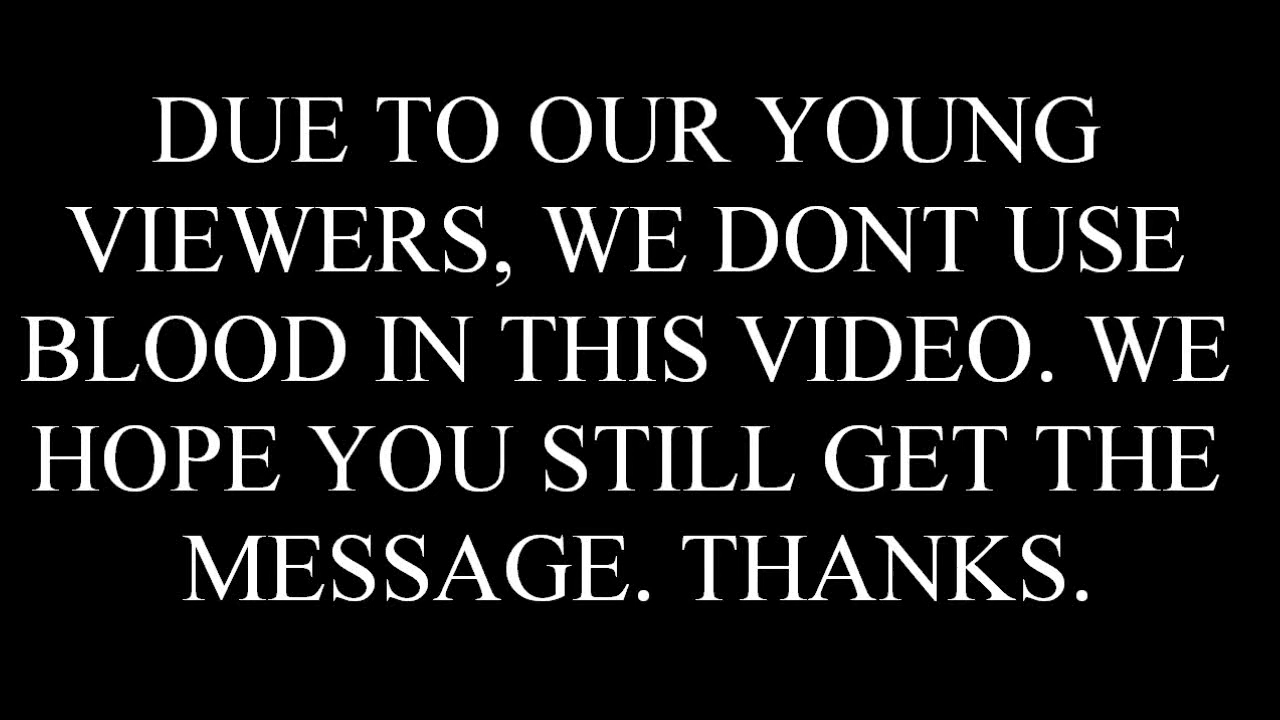 DUE TO OUR YOUNG
VIEWERS, WE DONT USE
BLOOD IN THIS VIDEO. WE
HOPE YOU STILL GET THE
MESSAGE. THANKS.